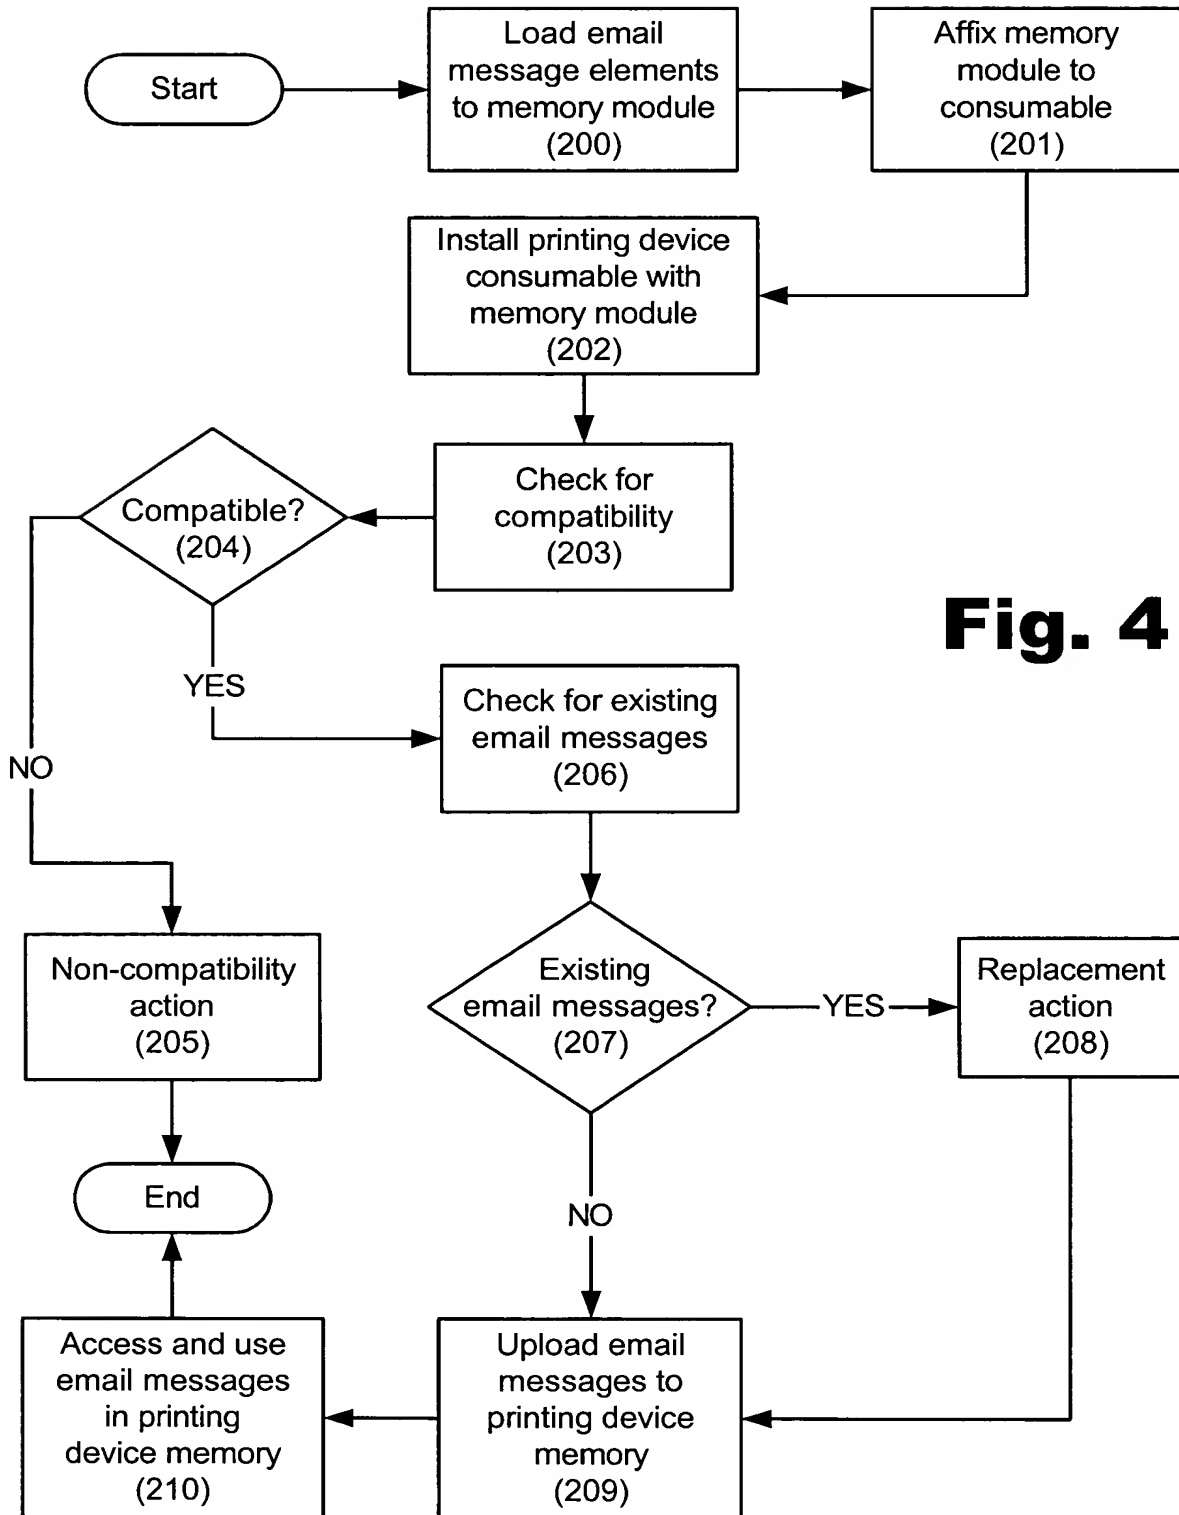 Start
Load email
message elements
to memory module
(200)
Affix memory
module to
consumable
(201)
Install printing device
consumable with
memory module
(202)
Check for
compatibility
(203)
Compatible?
(204)
Fig. 4
YES
NO
Check for existing
email messages
(206)
Non-compatibility
action
(205)
Existing
email messages?
(207)
YES
Replacement
action
(208)
End
NO
Access and use
email messages
in printing
device memory
(210)
Upload email
messages to
printing device
memory
(209)